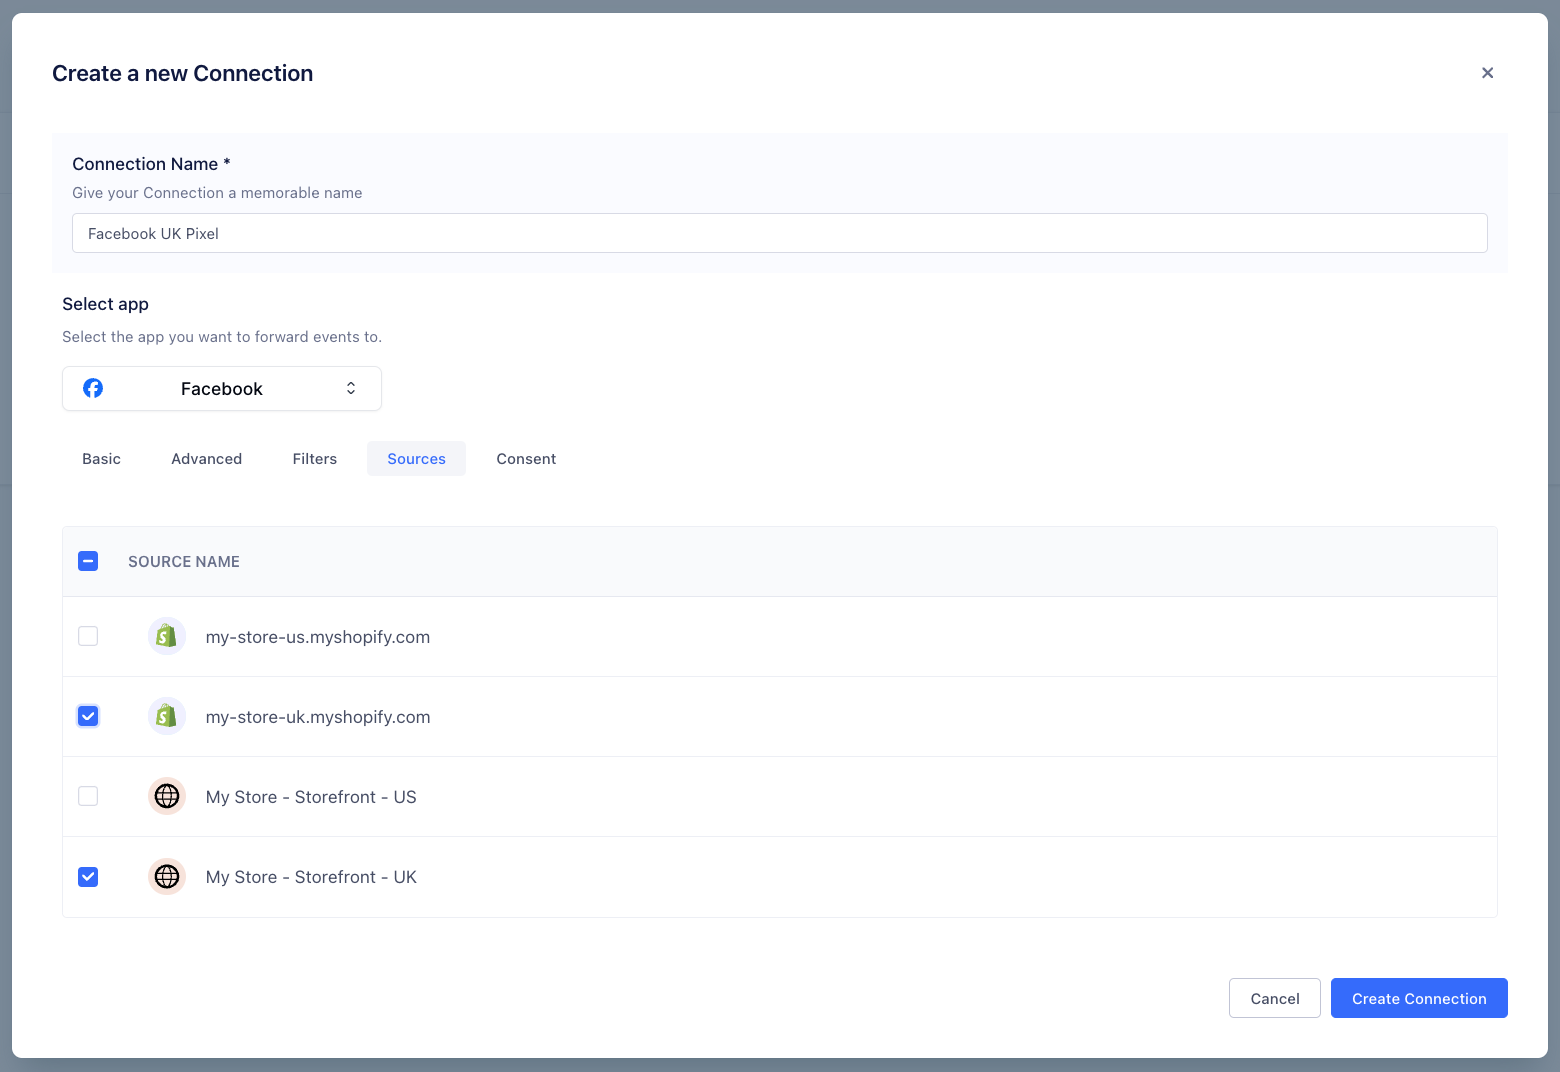 Create a new Connection
Connection Name *
Give your Connection a memorable name
Facebook UK Pixel
Select app
Select the app you want to forward events to.
Facebook
Basic Advanced Filters Sources Consent
SOURCE NAME
my-store-us.myshopify.com
my-store-uk.myshopify.com
My Store - Storefront - US
My Store - Storefront - UK
Cancel Create Connection